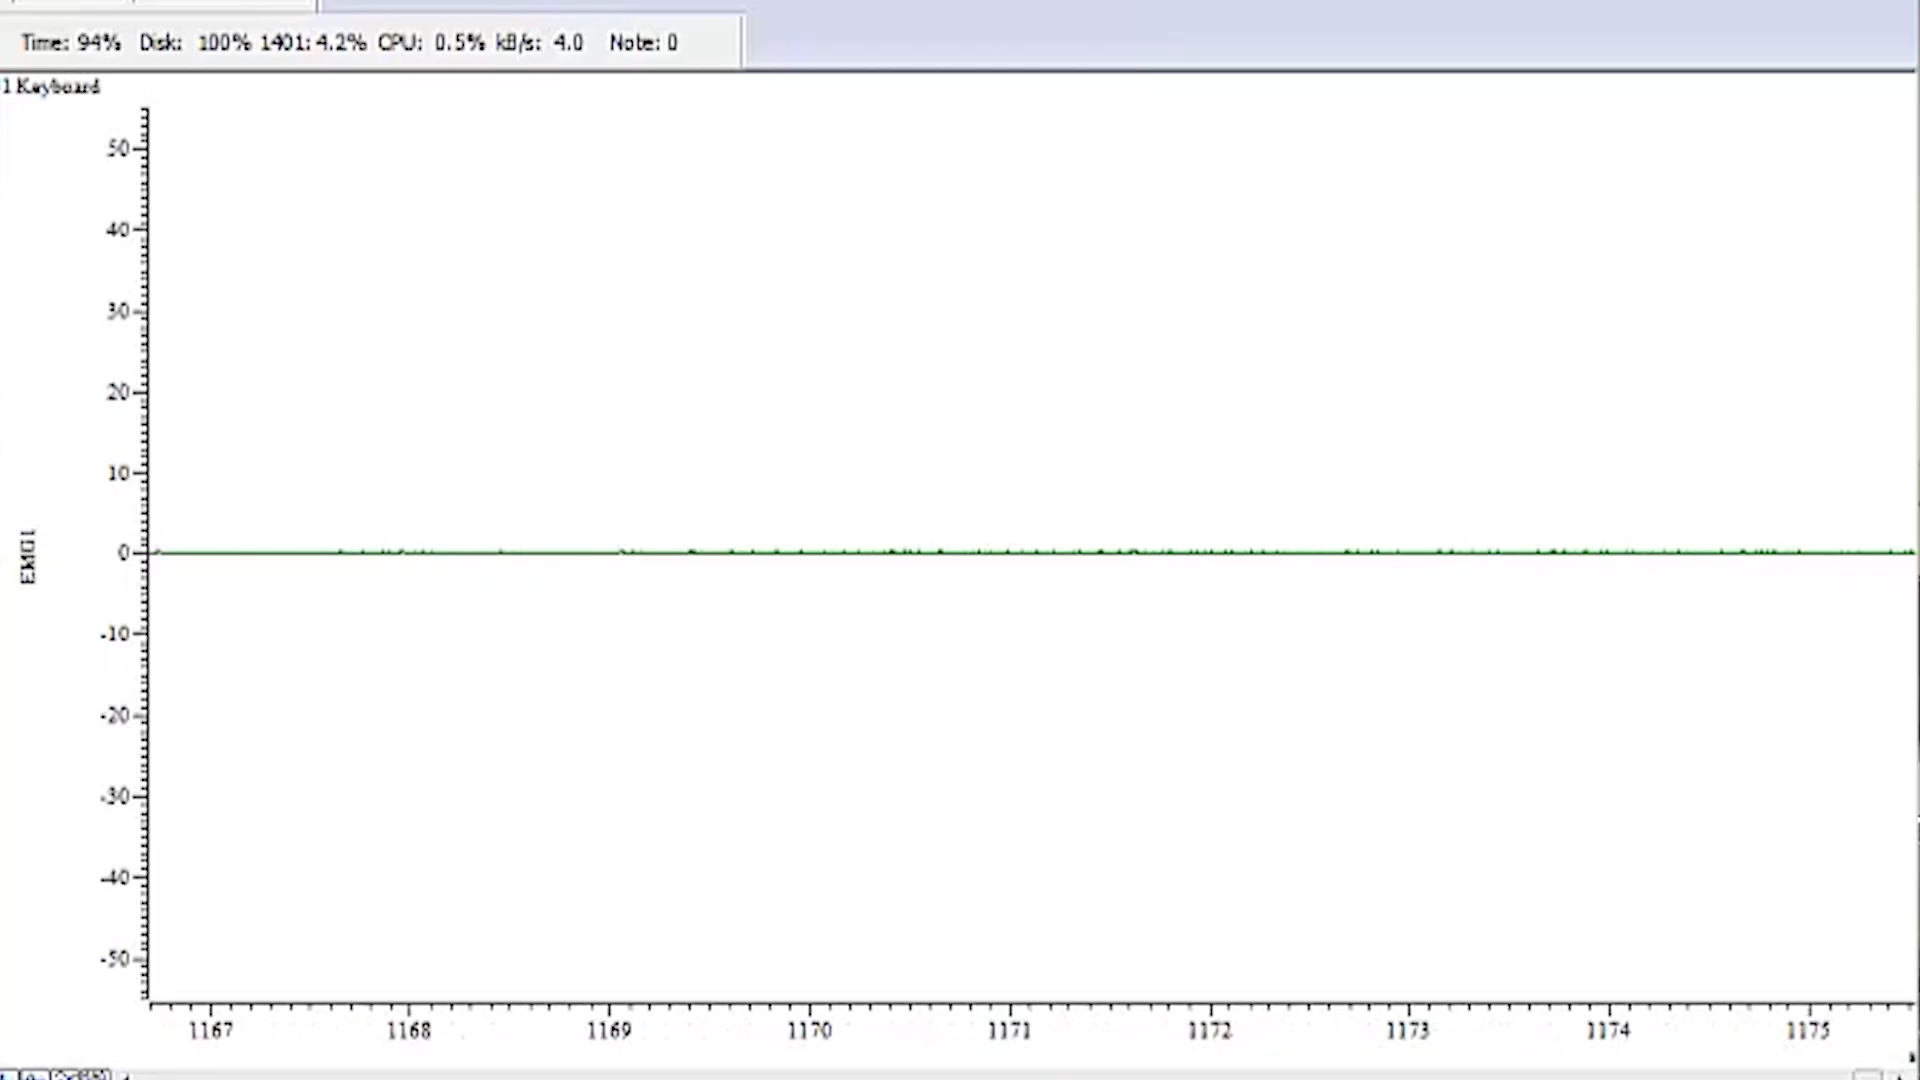 Time: 94% Disk: 100% 1401: 4.2% CPU: 0.5% kB/s: 4.0 Note: 0
1 Keyboard
50
40
30
20
10
0
-10
-20
-30
-40
-50
EMG1
1167 1168 1169 1170 1171 1172 1173 1174 1175